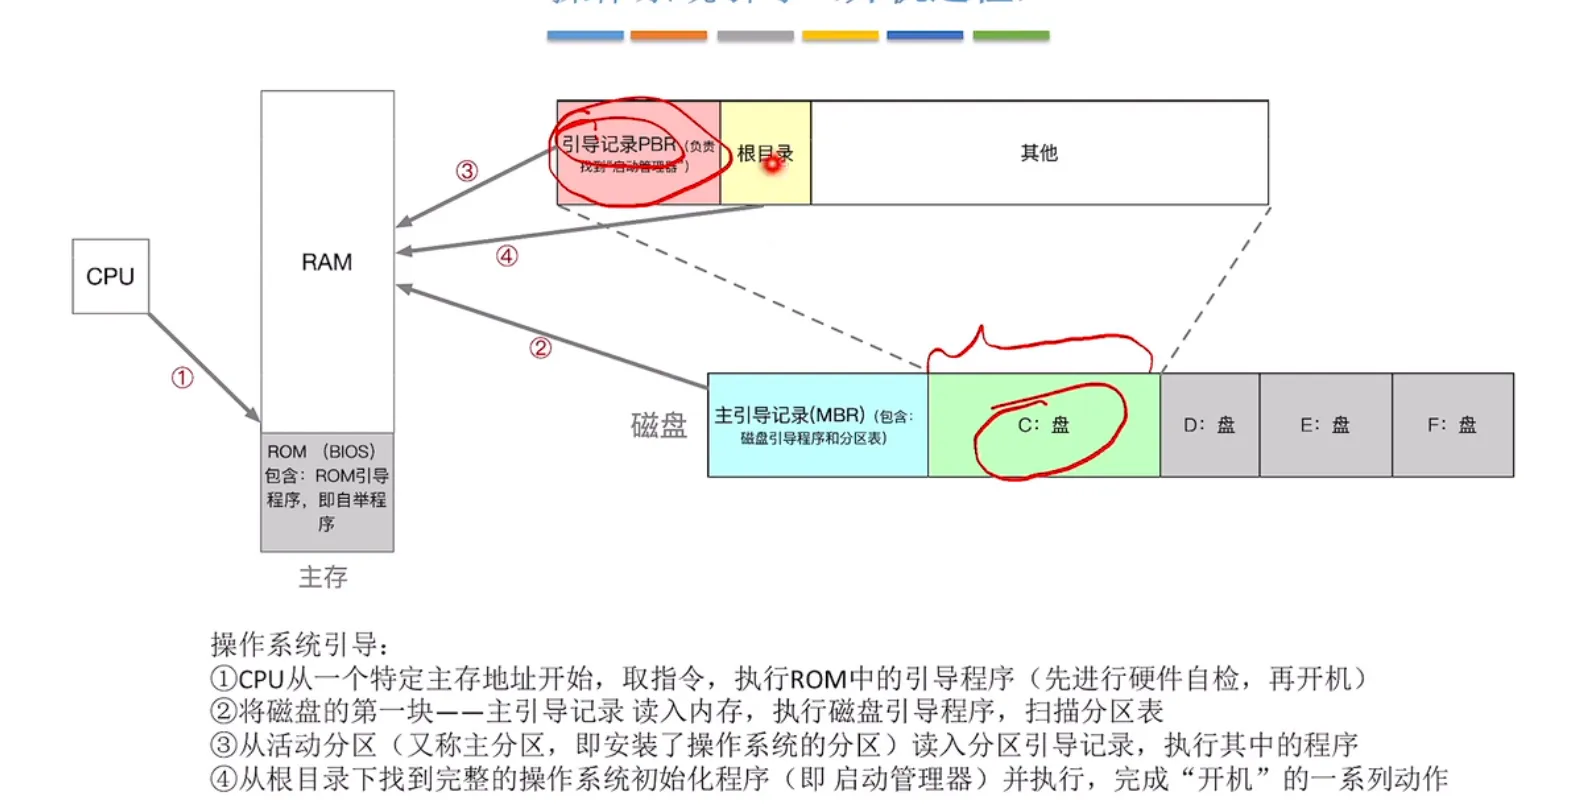 引导记录PBR（负责
找到“启动管理器”）
根目录
其他
③
④
RAM
CPU
②
①
主引导记录(MBR)（包含：
磁盘引导程序和分区表）
磁盘
C：盘
D：盘
E：盘
F：盘
ROM （BIOS）
包含：ROM引导
程序，即自举程
序
主存
操作系统引导：
①CPU从一个特定主存地址开始，取指令，执行ROM中的引导程序（先进行硬件自检，再开机）
②将磁盘的第一块——主引导记录 读入内存，执行磁盘引导程序，扫描分区表
③从活动分区（又称主分区，即安装了操作系统的分区）读入分区引导记录，执行其中的程序
④从根目录下找到完整的操作系统初始化程序（即 启动管理器）并执行，完成“开机”的一系列动作